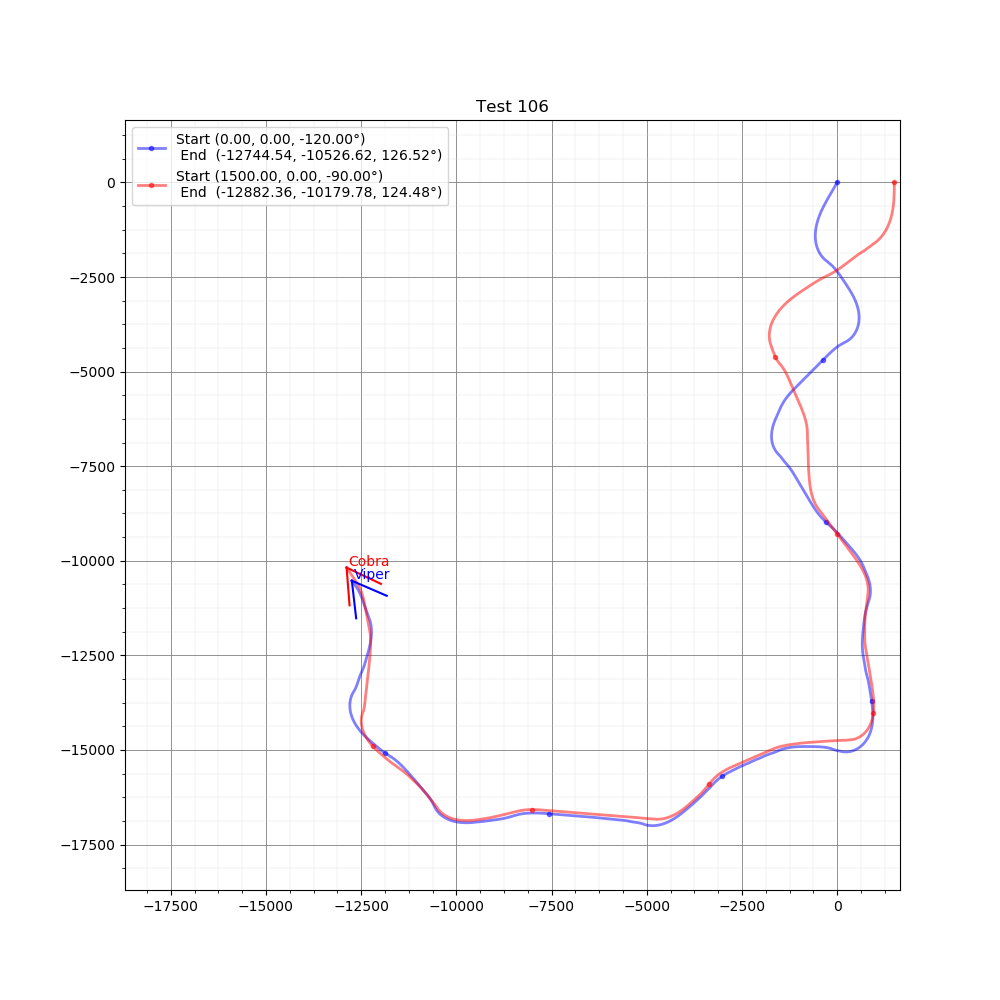 Test 106
Start (0.00, 0.00, -120.00°)
End (-12744.54, -10526.62, 126.52°)
Start (1500.00, 0.00, -90.00°)
End (-12882.36, -10179.78, 124.48°)
0
−2500
−5000
−7500
−10000
−12500
−15000
−17500
Cobra
Viper
−17500 −15000 −12500 −10000 −7500 −5000 −2500 0